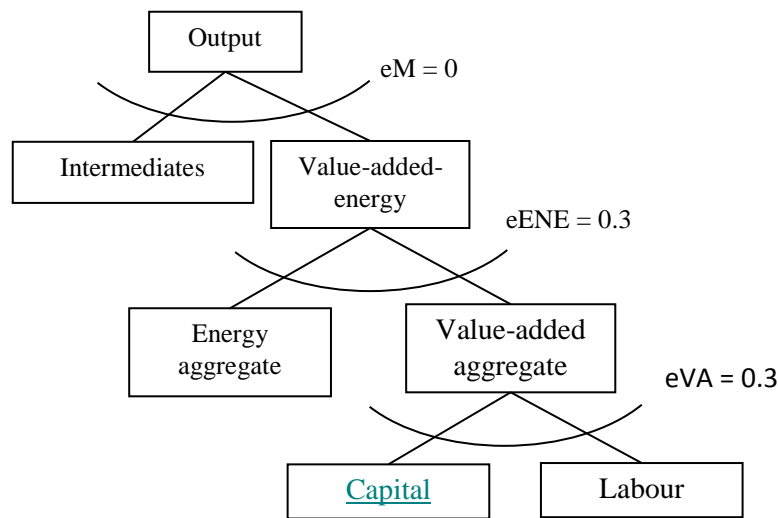 Output
eM = 0
Intermediates
Value-added-
energy
eENE = 0.3
Energy
aggregate
Value-added
aggregate
eVA = 0.3
Capital
Labour